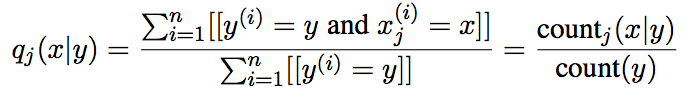 q_j(x|y) = \frac{\sum_{i=1}^{n} [[y^{(i)} = y \text{ and } x_j^{(i)} = x]]}{\sum_{i=1}^{n} [[y^{(i)} = y]]} = \frac{\text{count}_j(x|y)}{\text{count}(y)}